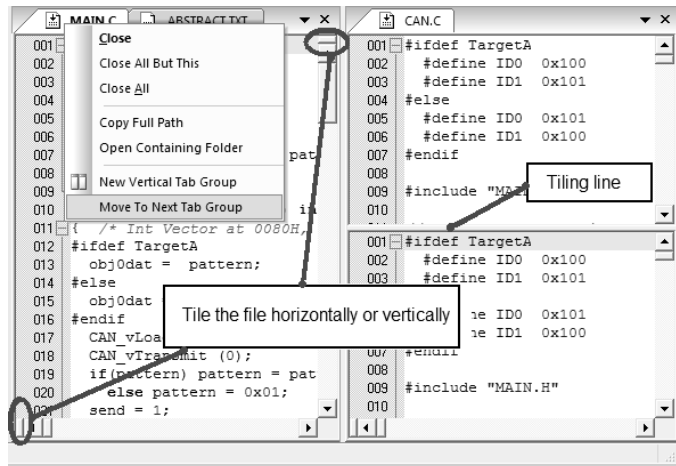 MAIN.C ABSTRACT.TXT
Close
Close All But This
Close All
Copy Full Path
Open Containing Folder
New Vertical Tab Group
Move To Next Tab Group
001
002
003
004
005
006
007 pat
008
009
010 in
011 { /* Int Vector at 0080H,
012 #ifdef TargetA
013 obj0dat = pattern;
014 #else
015 obj0dat
016 #endif
017 CAN_vLoa
018 CAN_vTransmit (0);
019 if(pattern) pattern = pat
020 else pattern = 0x01;
021 send = 1;
Tile the file horizontally or vertically
CAN.C
001 #ifdef TargetA
002 #define ID0 0x100
003 #define ID1 0x101
004 #else
005 #define ID0 0x101
006 #define ID1 0x100
007 #endif
008
009 #include "MAIN
010
Tiling line
001 #ifdef TargetA
002 #define ID0 0x100
003 #define ID1 0x101
ne ID0 0x101
ne ID1 0x100
007 #endif
008
009 #include "MAIN.H"
010